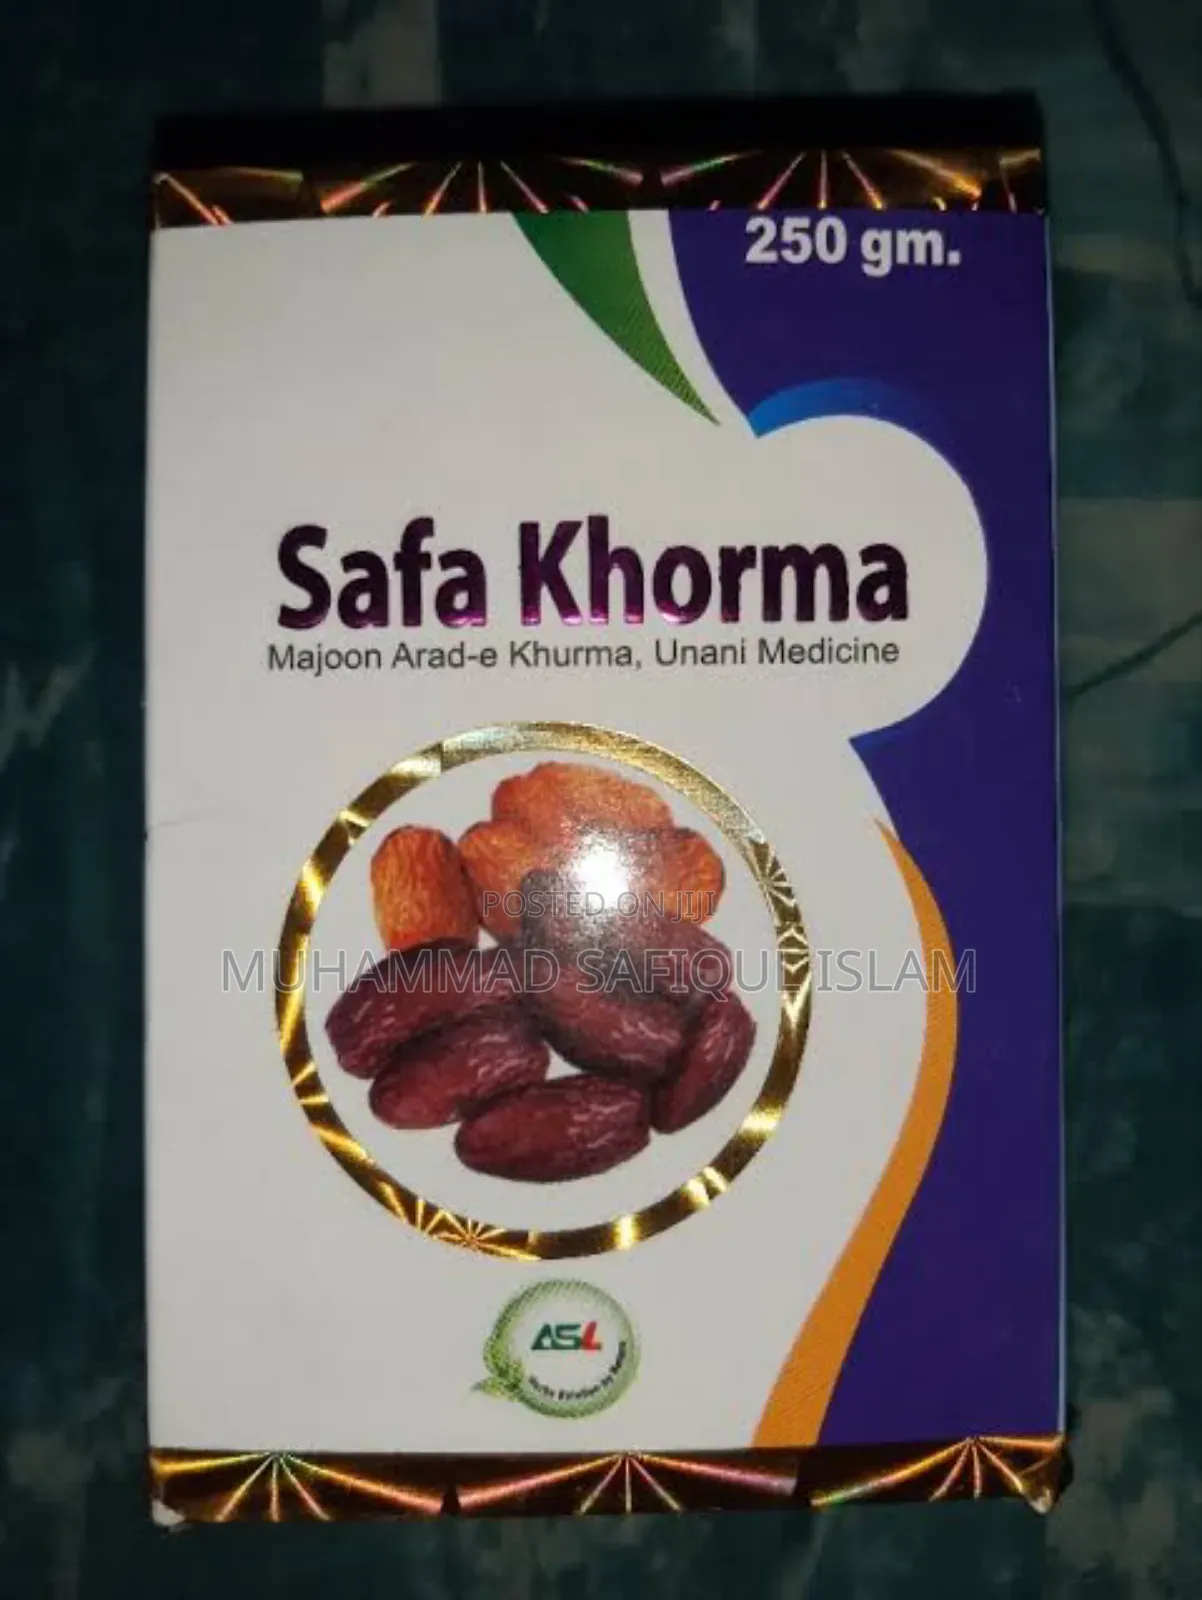 250 gm.
Safa Khorma
Majoon Arad-e Khurma, Unani Medicine
POSTED ON JIJI
MUHAMMAD SAFIQUL ISLAM
ASL